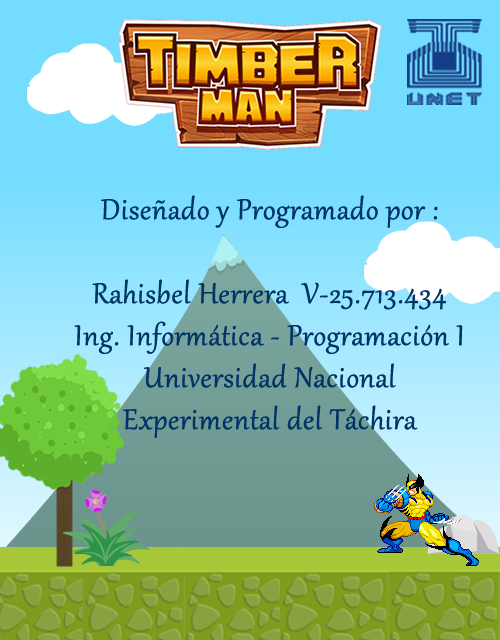 TIMBER
MAN
UNET
Diseñado y Programado por :
Rahisbel Herrera V-25.713.434
Ing. Informática - Programación I
Universidad Nacional
Experimental del Táchira